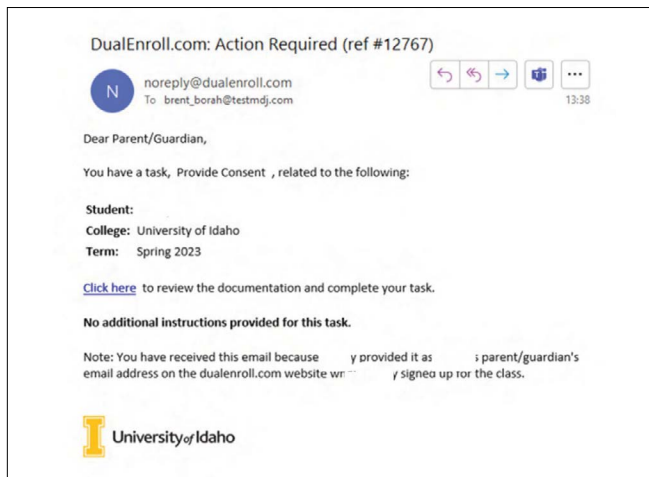 DualEnroll.com: Action Required (ref #12767)
N
noreply@dualenroll.com
To brent_borah@testmdj.com
13:38
Dear Parent/Guardian,
You have a task, Provide Consent , related to the following:
Student:
College: University of Idaho
Term: Spring 2023
Click here to review the documentation and complete your task.
No additional instructions provided for this task.
Note: You have received this email because y provided it as s parent/guardian's
email address on the dualenroll.com website y signed up for the class.
I
University of Idaho